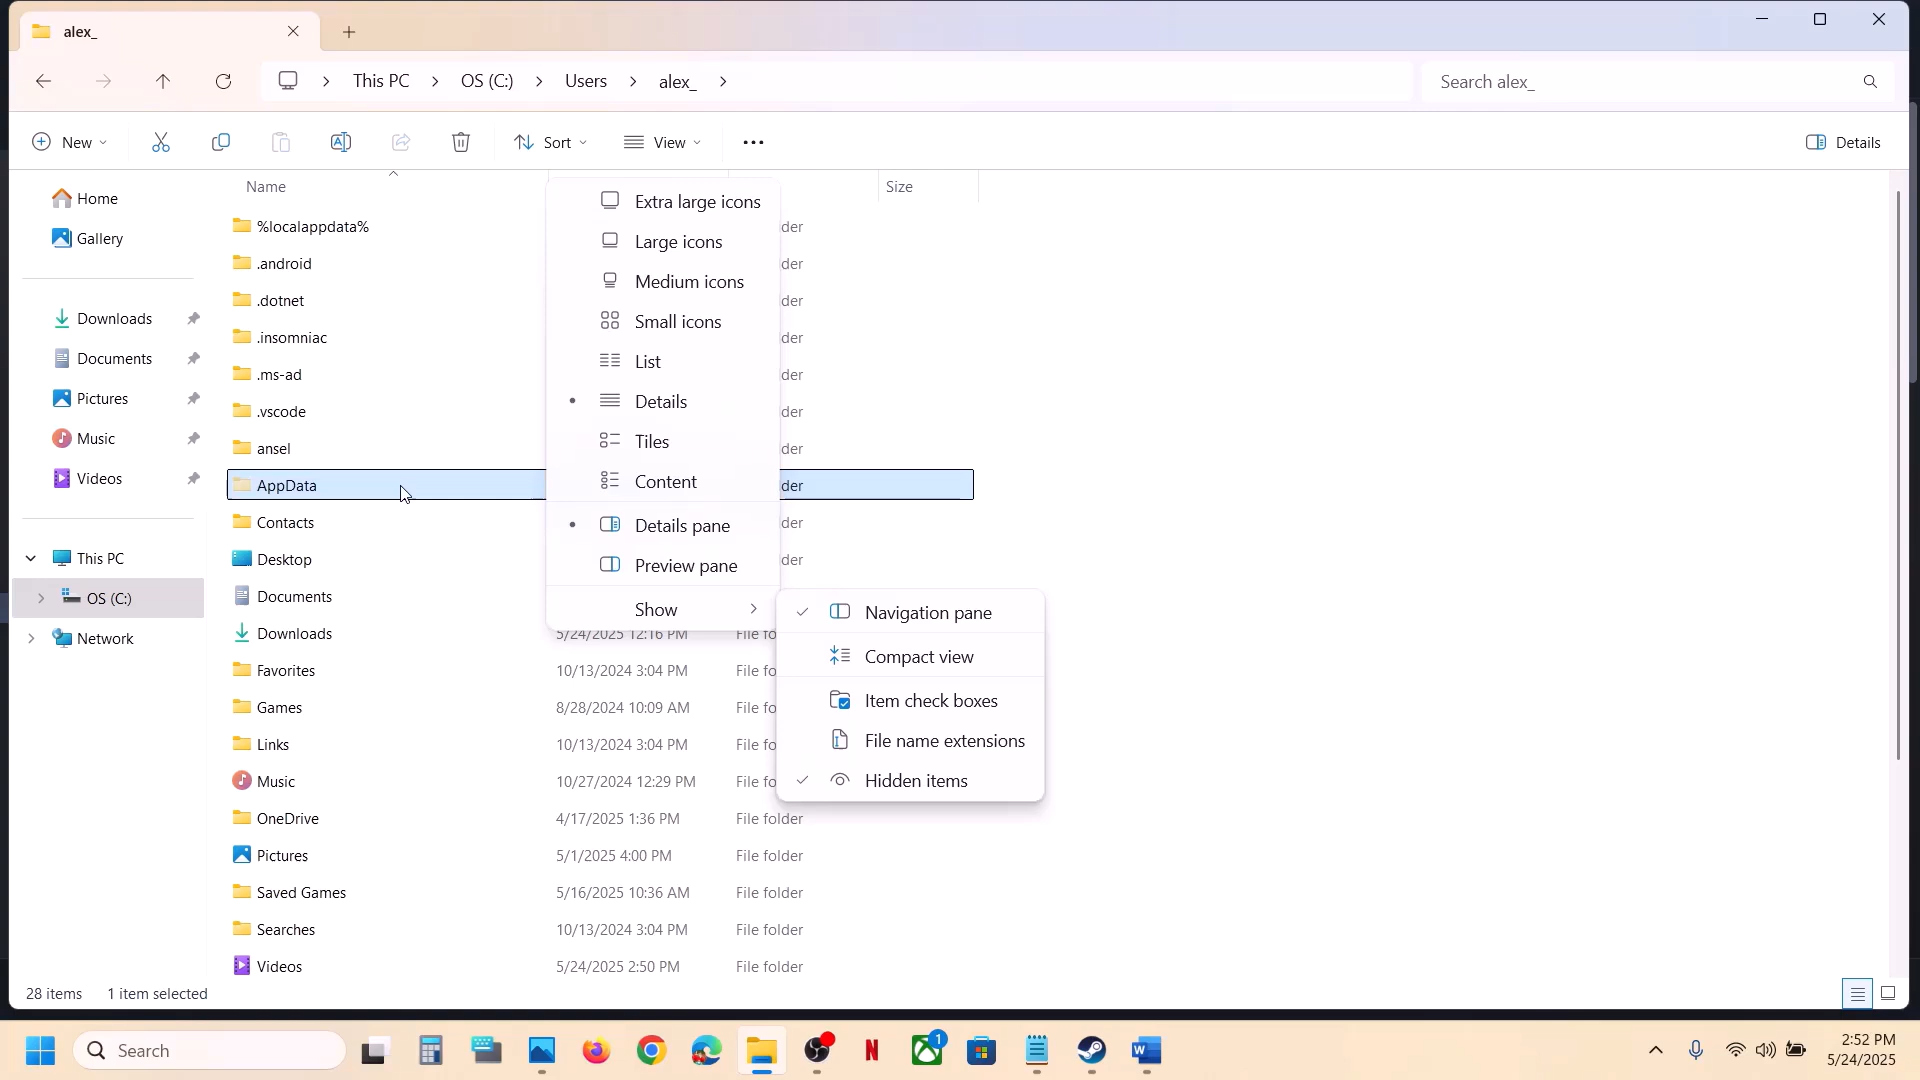 alex_
This PC
OS (C:)
Users
alex_
Search alex_
New
Sort
View
Details
Home
Gallery
Downloads
Documents
Pictures
Music
Videos
This PC
OS (C:)
Network
Name
Size
%localappdata%
der
.android
der
.dotnet
der
.insomniac
der
.ms-ad
der
.vscode
der
ansel
der
AppData
der
Contacts
der
Desktop
der
Documents
Downloads
5/24/2025 12:16 PM
File fo
Favorites
10/13/2024 3:04 PM
File fo
Games
8/28/2024 10:09 AM
File fo
Links
10/13/2024 3:04 PM
File fo
Music
10/27/2024 12:29 PM
File fo
OneDrive
4/17/2025 1:36 PM
File folder
Pictures
5/1/2025 4:00 PM
File folder
Saved Games
5/16/2025 10:36 AM
File folder
Searches
10/13/2024 3:04 PM
File folder
Videos
5/24/2025 2:50 PM
File folder
Extra large icons
Large icons
Medium icons
Small icons
List
Details
Tiles
Content
Details pane
Preview pane
Show
Navigation pane
Compact view
Item check boxes
File name extensions
Hidden items
28 items
1 item selected
Search
N
1
W
2:52 PM
5/24/2025